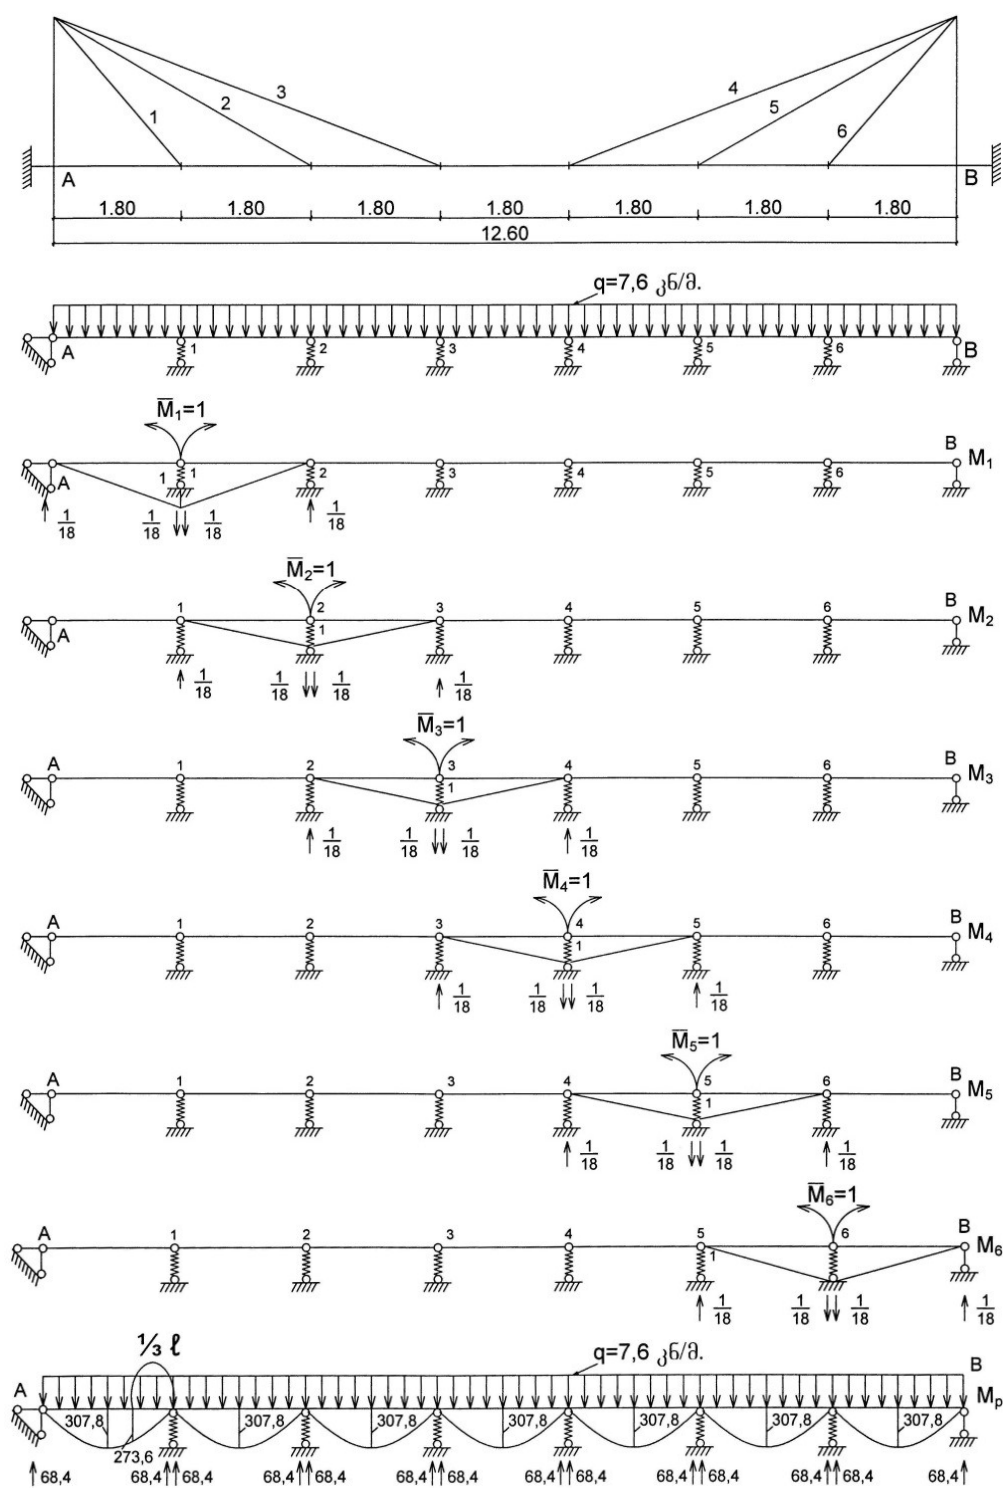 1 2 3 4 5 6
A B
1.80 1.80 1.80 1.80 1.80 1.80 1.80
12.60
q=7,6 კნ/მ.
A 1 2 3 4 5 6 B
M̅₁=1
B M₁
A 1 1 2 3 4 5 6
1/18 1/18 1/18 1/18
M̅₂=1
1 2 3 4 5 6 B M₂
A 1
1/18 1/18 1/18 1/18
M̅₃=1
A 1 2 3 4 5 6 B M₃
1
1/18 1/18 1/18 1/18
M̅₄=1
A 1 2 3 4 5 6 B M₄
1
1/18 1/18 1/18 1/18
M̅₅=1
A 1 2 3 4 5 6 B M₅
1
1/18 1/18 1/18 1/18
M̅₆=1
A 1 2 3 4 5 6 B M₆
1
1/18 1/18 1/18 1/18
⅓ ℓ
q=7,6 კნ/მ.
A B Mₚ
307,8 307,8 307,8 307,8 307,8 307,8 307,8
273,6
68,4 68,4 68,4 68,4 68,4 68,4 68,4 68,4 68,4 68,4 68,4 68,4 68,4 68,4